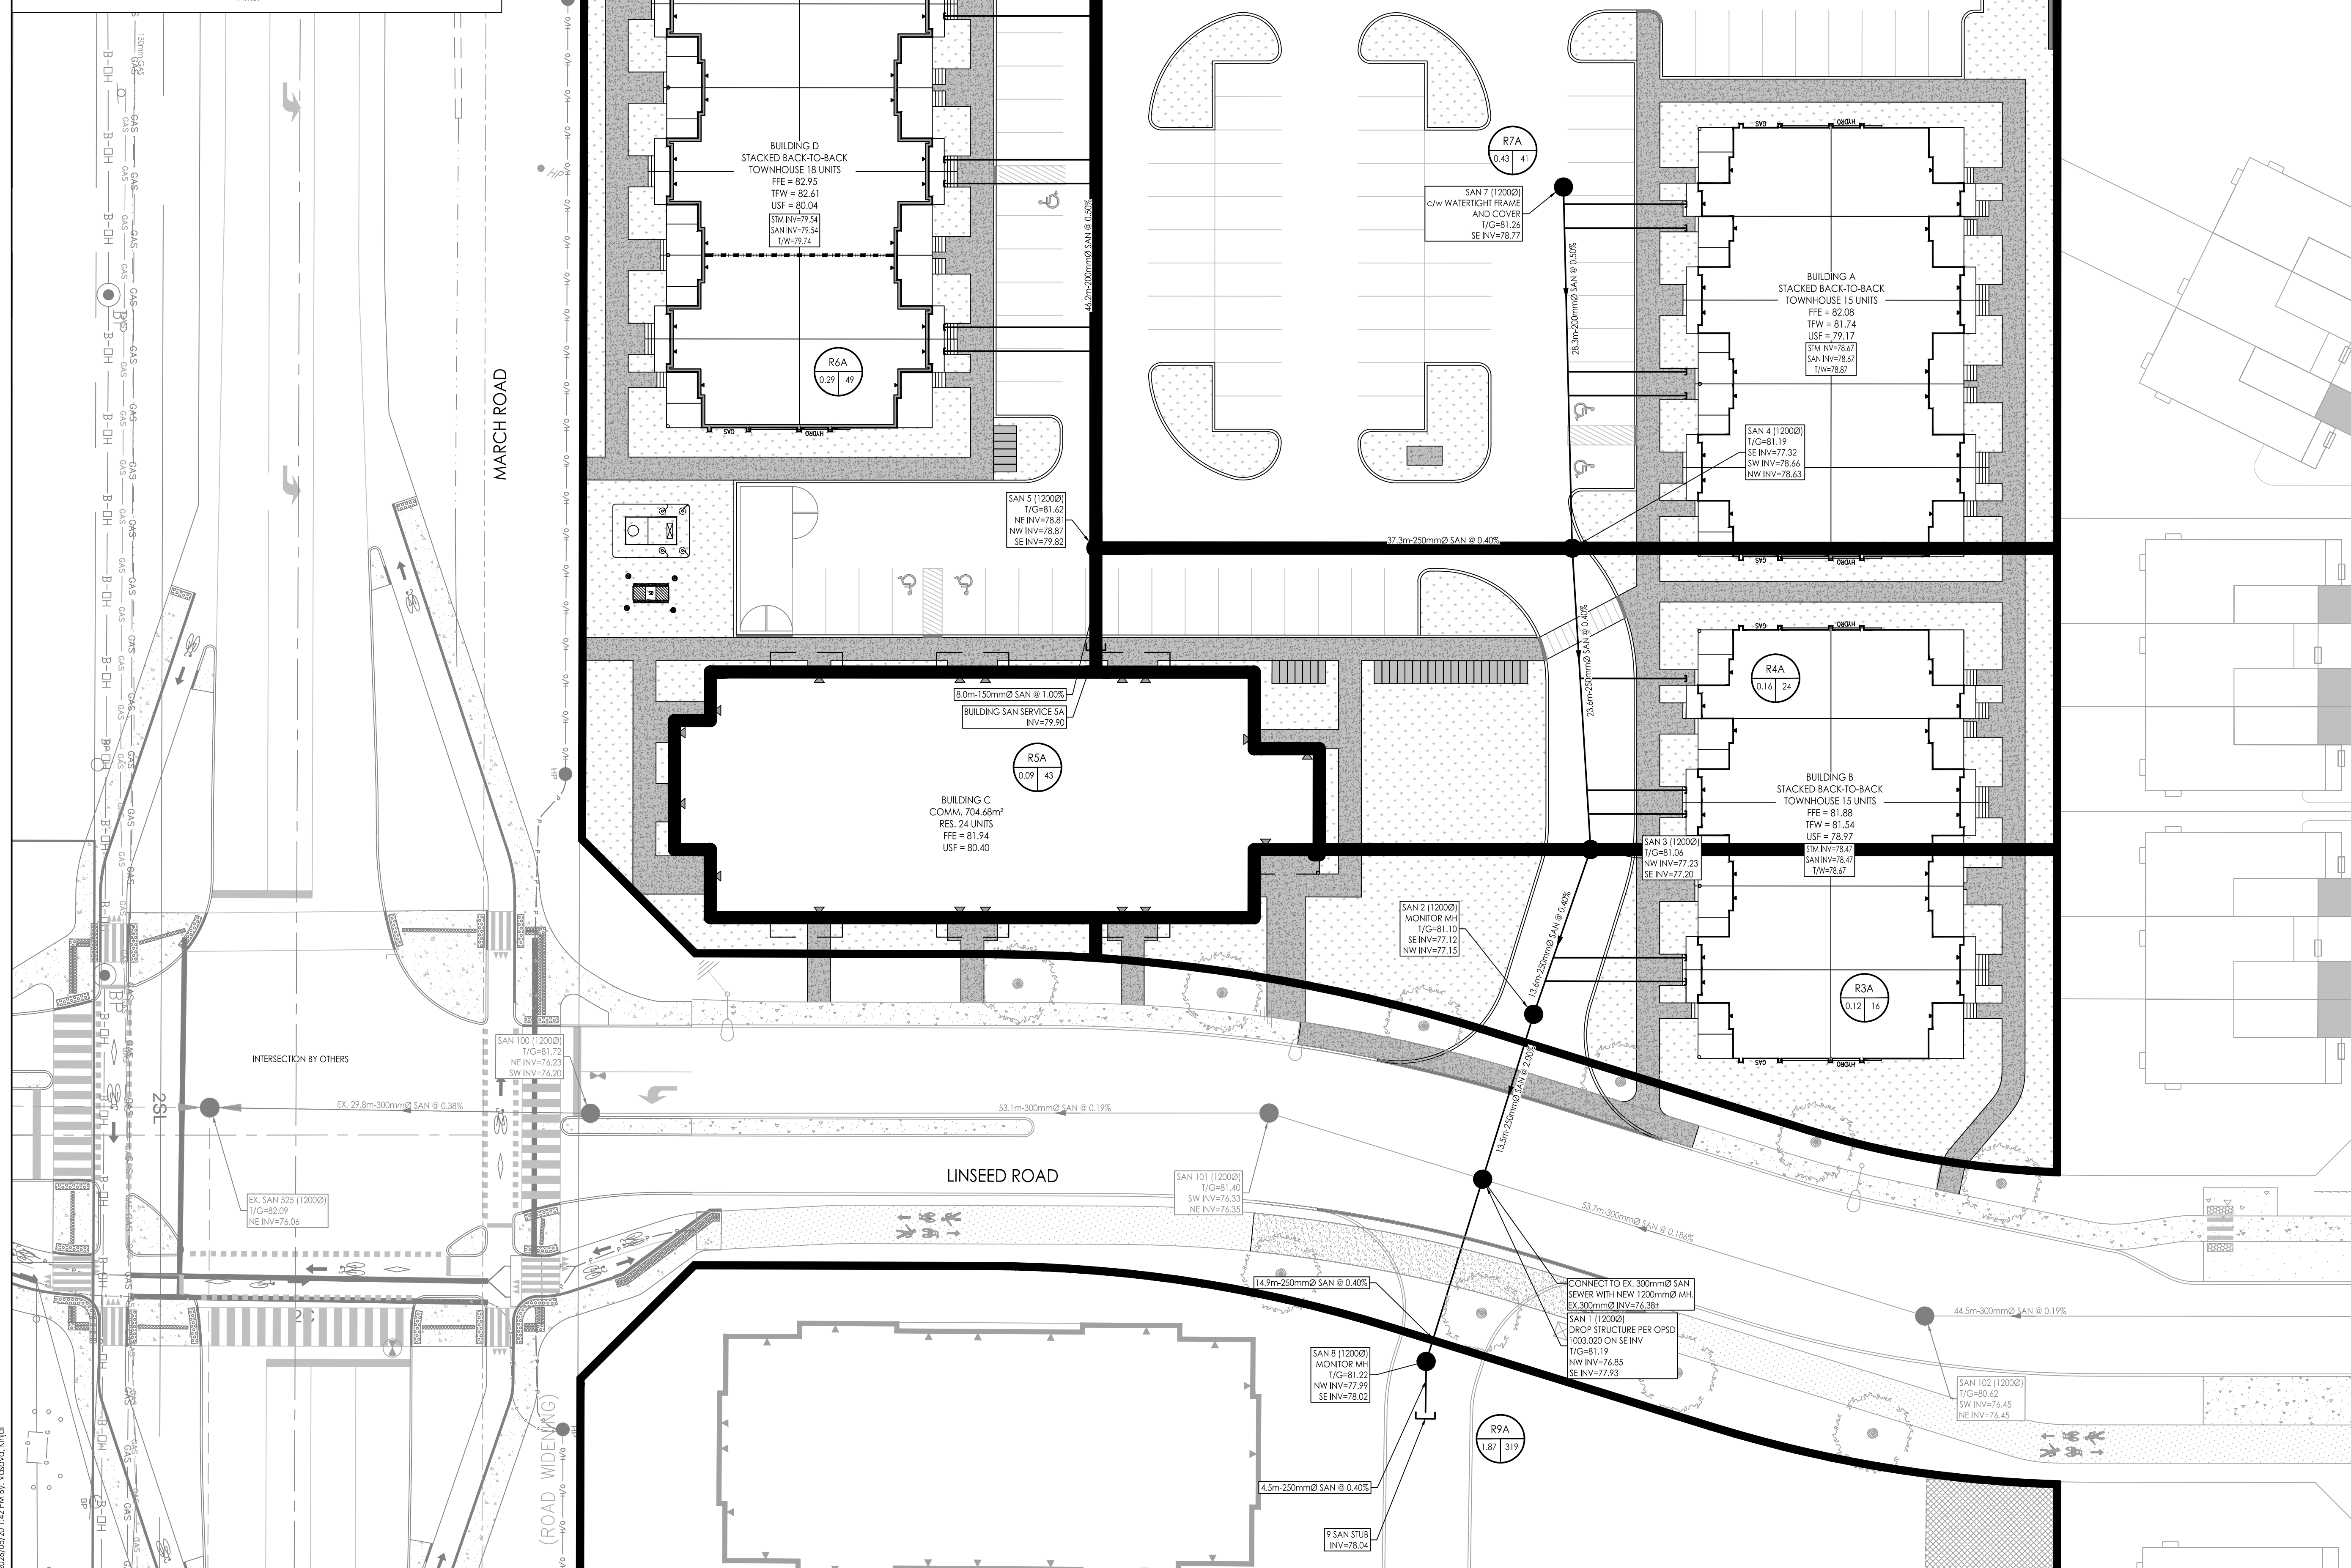 MARCH ROAD
BUILDING D
STACKED BACK-TO-BACK
TOWNHOUSE 18 UNITS
FFE = 82.95
TFW = 82.61
USF = 80.04
STM INV=79.54
SAN INV=79.54
T/W=79.74
GAS
HYDRO
R6A
0.29 49
46.2m-200mmØ SAN @ 0.50%
R7A
0.43 41
SAN 7 (1200Ø)
c/w WATERTIGHT FRAME
AND COVER
T/G=81.26
SE INV=78.77
28.3m-200mmØ SAN @ 0.50%
GAS
HYDRO
BUILDING A
STACKED BACK-TO-BACK
TOWNHOUSE 15 UNITS
FFE = 82.08
TFW = 81.74
USF = 79.17
STM INV=78.67
SAN INV=78.67
T/W=78.87
GAS
HYDRO
SAN 4 (1200Ø)
T/G=81.19
SE INV=77.32
SW INV=78.66
NW INV=78.63
SAN 5 (1200Ø)
T/G=81.62
NE INV=78.81
NW INV=78.87
SE INV=79.82
37.3m-250mmØ SAN @ 0.40%
23.6m-250mmØ SAN @ 0.40%
8.0m-150mmØ SAN @ 1.00%
BUILDING SAN SERVICE 5A
INV=79.90
R5A
0.09 43
BUILDING C
COMM. 704.68m²
RES. 24 UNITS
FFE = 81.94
USF = 80.40
GAS
HYDRO
R4A
0.16 24
BUILDING B
STACKED BACK-TO-BACK
TOWNHOUSE 15 UNITS
FFE = 81.88
TFW = 81.54
USF = 78.97
STM INV=78.47
SAN INV=78.47
T/W=78.67
SAN 3 (1200Ø)
T/G=81.06
NW INV=77.23
SE INV=77.20
R3A
0.12 16
GAS
HYDRO
13.6m-250mmØ SAN @ 0.40%
SAN 2 (1200Ø)
MONITOR MH
T/G=81.10
SE INV=77.12
NW INV=77.15
13.5m-250mmØ SAN @ 2.00%
INTERSECTION BY OTHERS
SAN 100 (1200Ø)
T/G=81.72
NE INV=76.23
SW INV=76.20
EX. 29.8m-300mmØ SAN @ 0.38%
53.1m-300mmØ SAN @ 0.19%
LINSEED ROAD
SAN 101 (1200Ø)
T/G=81.40
SW INV=76.33
NE INV=76.35
EX. SAN 525 (1200Ø)
T/G=82.09
NE INV=76.06
53.7m-300mmØ SAN @ 0.186%
14.9m-250mmØ SAN @ 0.40%
CONNECT TO EX. 300mmØ SAN
SEWER WITH NEW 1200mmØ MH.
EX.300mmØ INV=76.38±
SAN 1 (1200Ø)
DROP STRUCTURE PER OPSD
1003.020 ON SE INV
T/G=81.19
NW INV=76.85
SE INV=77.93
44.5m-300mmØ SAN @ 0.19%
SAN 8 (1200Ø)
MONITOR MH
T/G=81.22
NW INV=77.99
SE INV=78.02
SAN 102 (1200Ø)
T/G=80.62
SW INV=76.45
NE INV=76.45
R9A
1.87 319
4.5m-250mmØ SAN @ 0.40%
9 SAN STUB
INV=78.04
(ROAD WIDENING)
150mmGAS
HP
HP
2SL
BP